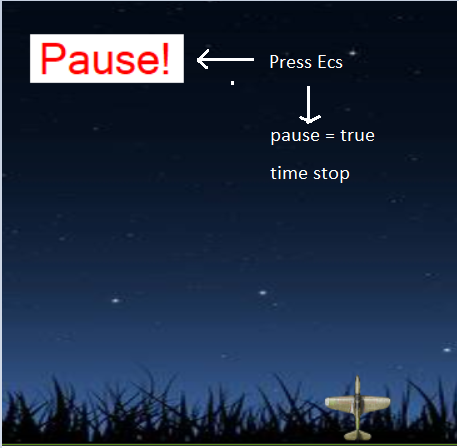 Pause!
Press Ecs
pause = true
time stop